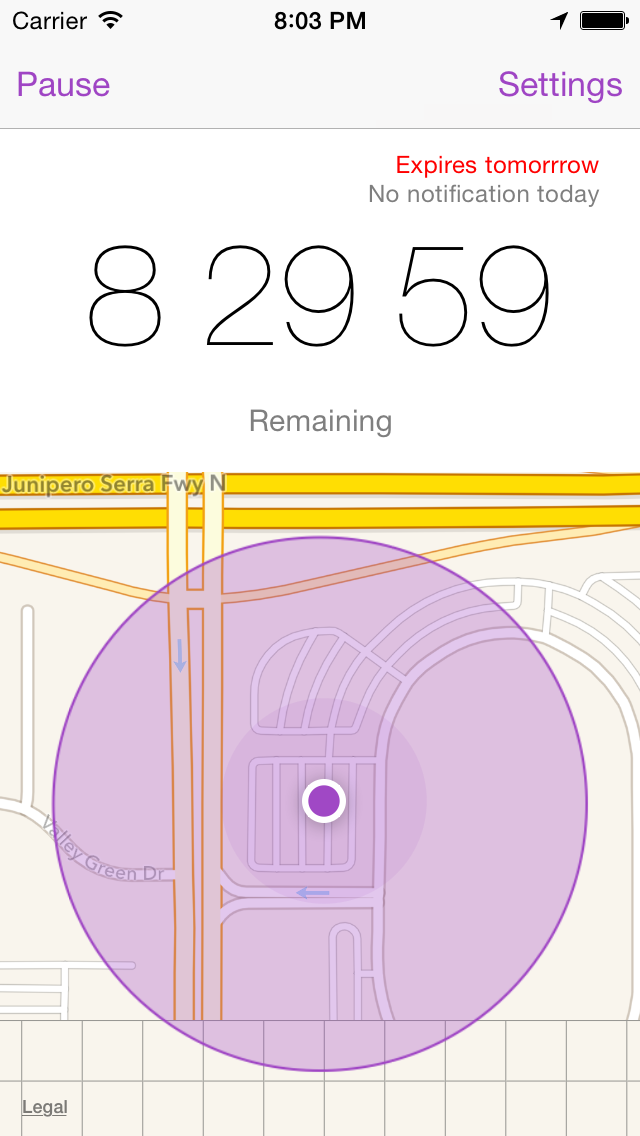 Carrier 8:03 PM
Pause Settings
Expires tomorrrow
No notification today
8 29 59
Remaining
Junipero Serra Fwy N
Valley Green Dr
Legal